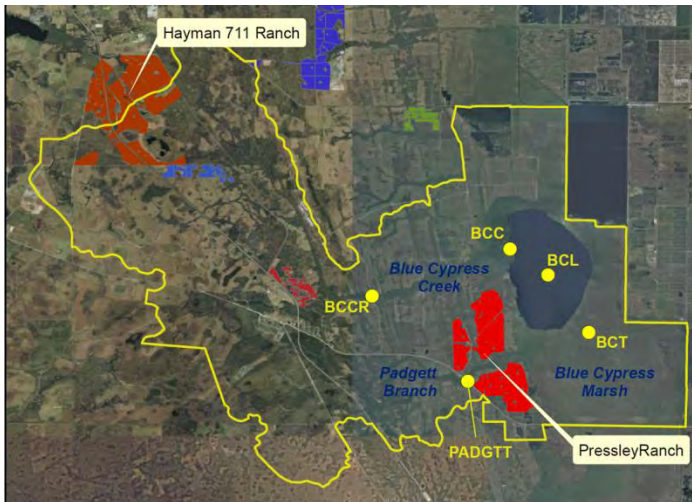 Hayman 711 Ranch
BCC
Blue Cypress
Creek
BCL
BCCR
BCT
Padgett
Branch
Blue Cypress
Marsh
PADGTT
PressleyRanch